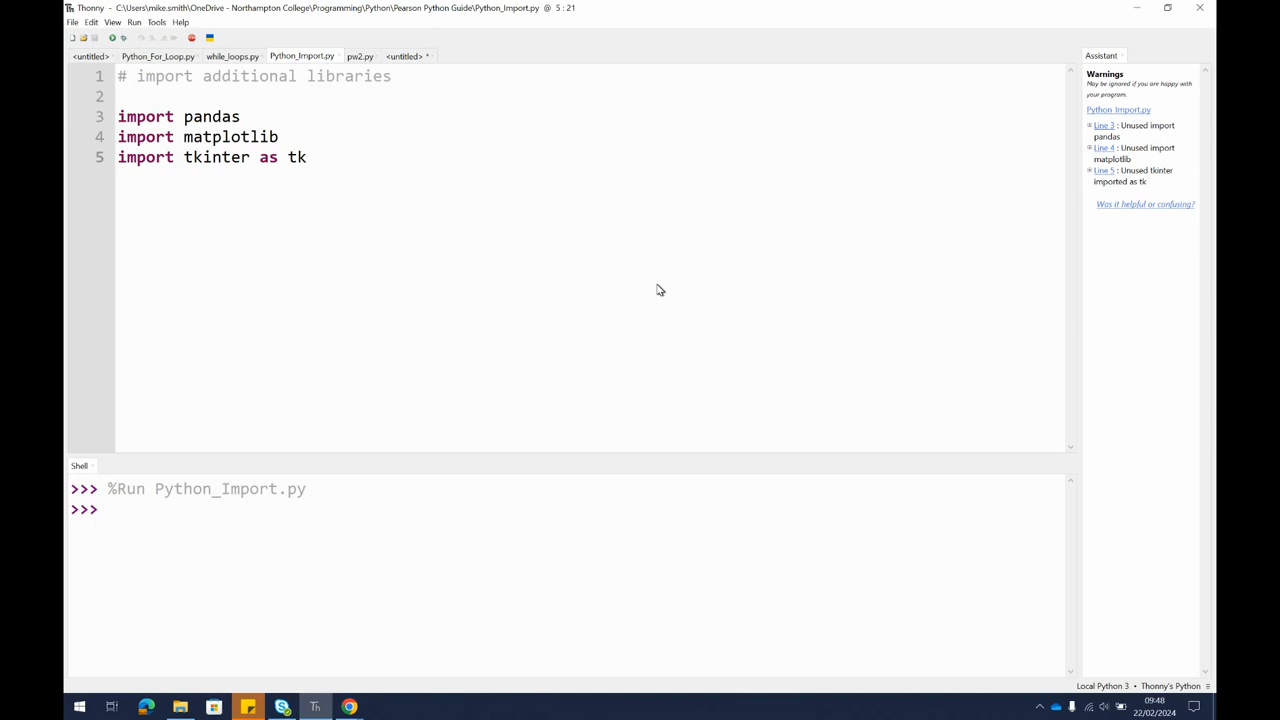 Th Thonny - C:\Users\mike.smith\OneDrive - Northampton College\Programming\Python\Pearson Python Guide\Python_Import.py @ 5 : 21
File Edit View Run Tools Help
<untitled> Python_For_Loop.py while_loops.py Python_Import.py pw2.py <untitled> *
1 # import additional libraries
2
3 import pandas
4 import matplotlib
5 import tkinter as tk
Assistant
Warnings
May be ignored if you are happy with
your program.
Python_Import.py
Line 3 : Unused import
pandas
Line 4 : Unused import
matplotlib
Line 5 : Unused tkinter
imported as tk
Was it helpful or confusing?
Shell
>>> %Run Python_Import.py
>>>
Local Python 3 • Thonny's Python ≡
Th
09:48
22/02/2024